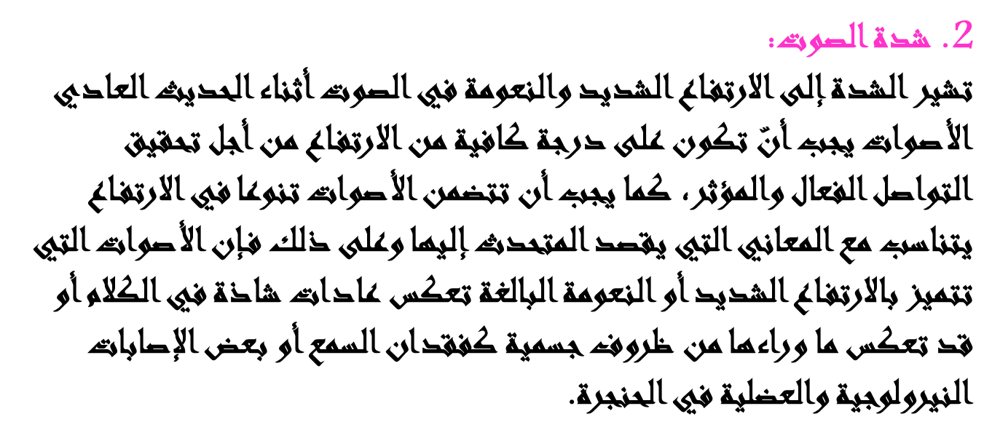 2. شدة الصوت:
تشير الشدة إلى الارتفاع الشديد والنعومة في الصوت أثناء الحديث العادي
الأصوات يجب أنّ تكون على درجة كافية من الارتفاع من أجل تحقيق
التواصل الفعال والمؤثر، كما يجب أن تتضمن الأصوات تنوعا في الارتفاع
يتناسب مع المعاني التي يقصد المتحدث إليها وعلى ذلك فإن الأصوات التي
تتميز بالارتفاع الشديد أو النعومة البالغة تعكس عادات شاذة في الكلام أو
قد تعكس ما وراءها من ظروف جسمية كفقدان السمع أو بعض الإصابات
النيرولوجية والعضلية في الحنجرة.